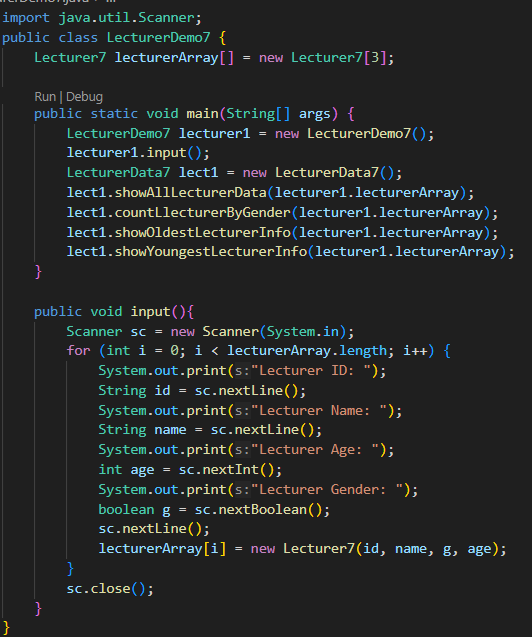 import java.util.Scanner;
public class LecturerDemo7 {
    Lecturer7 lecturerArray[] = new Lecturer7[3];

    Run | Debug
    public static void main(String[] args) {
        LecturerDemo7 lecturer1 = new LecturerDemo7();
        lecturer1.input();
        LecturerData7 lect1 = new LecturerData7();
        lect1.showAllLecturerData(lecturer1.lecturerArray);
        lect1.countLlecturerByGender(lecturer1.lecturerArray);
        lect1.showOldestLecturerInfo(lecturer1.lecturerArray);
        lect1.showYoungestLecturerInfo(lecturer1.lecturerArray);
    }

    public void input(){
        Scanner sc = new Scanner(System.in);
        for (int i = 0; i < lecturerArray.length; i++) {
            System.out.print(s:"Lecturer ID: ");
            String id = sc.nextLine();
            System.out.print(s:"Lecturer Name: ");
            String name = sc.nextLine();
            System.out.print(s:"Lecturer Age: ");
            int age = sc.nextInt();
            System.out.print(s:"Lecturer Gender: ");
            boolean g = sc.nextBoolean();
            sc.nextLine();
            lecturerArray[i] = new Lecturer7(id, name, g, age);
        }
        sc.close();
    }
}